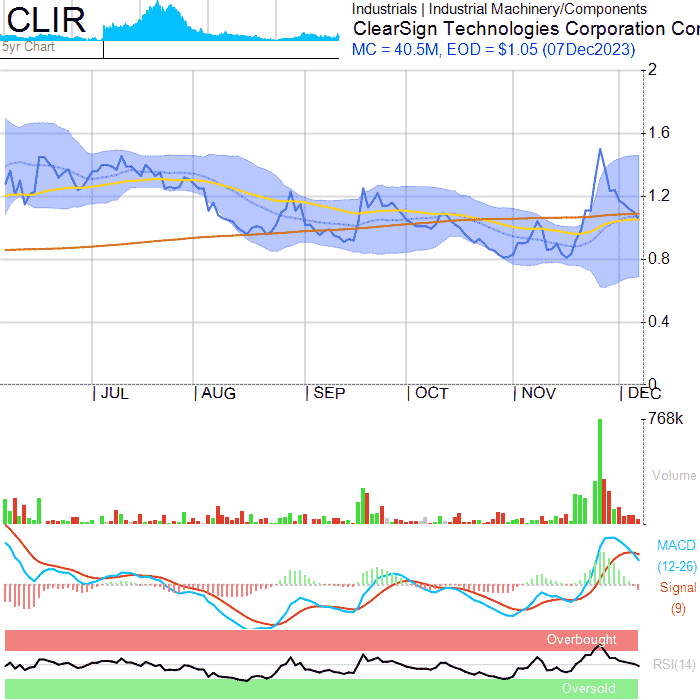 CLIR
5yr Chart
Industrials | Industrial Machinery/Components
ClearSign Technologies Corporation Cor
MC = 40.5M, EOD = $1.05 (07Dec2023)
2
1.6
1.2
0.8
0.4
0
JUL
AUG
SEP
OCT
NOV
DEC
768k
Volume
MACD
(12-26)
Signal
(9)
Overbought
RSI(14)
Oversold